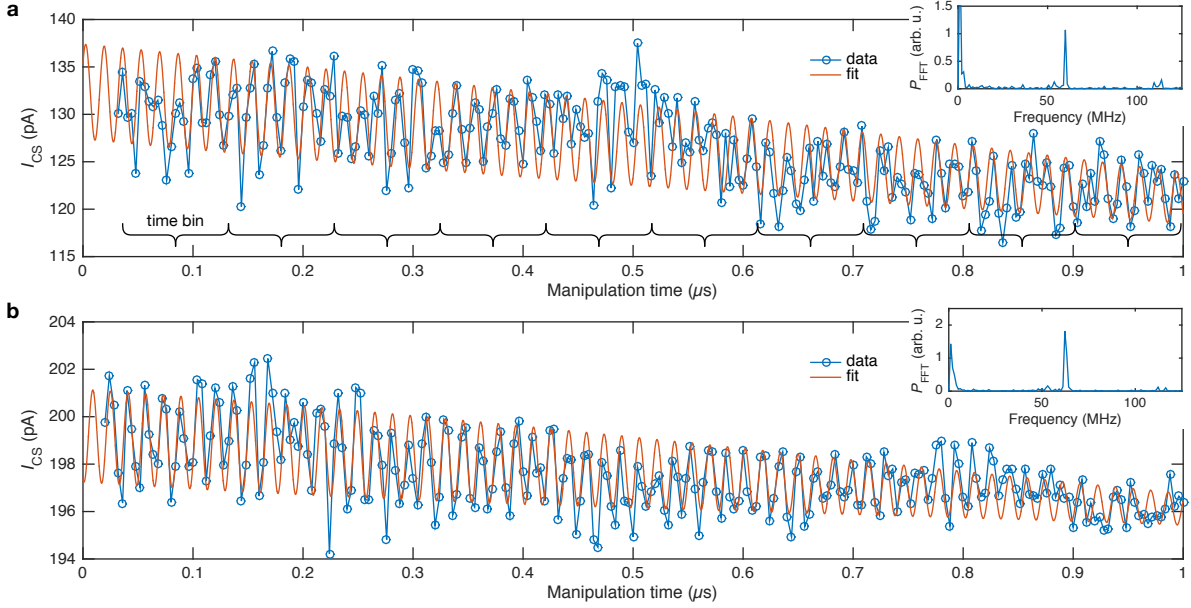 a
140
135
130
125
120
115
I_CS (pA)
data
fit
time bin
0 0.1 0.2 0.3 0.4 0.5 0.6 0.7 0.8 0.9 1
Manipulation time (µs)
1.5
1
0.5
0
P_FFT (arb. u.)
0 50 100
Frequency (MHz)
b
204
202
200
198
196
194
I_CS (pA)
data
fit
0 0.1 0.2 0.3 0.4 0.5 0.6 0.7 0.8 0.9 1
Manipulation time (µs)
2
1
0
P_FFT (arb. u.)
0 50 100
Frequency (MHz)